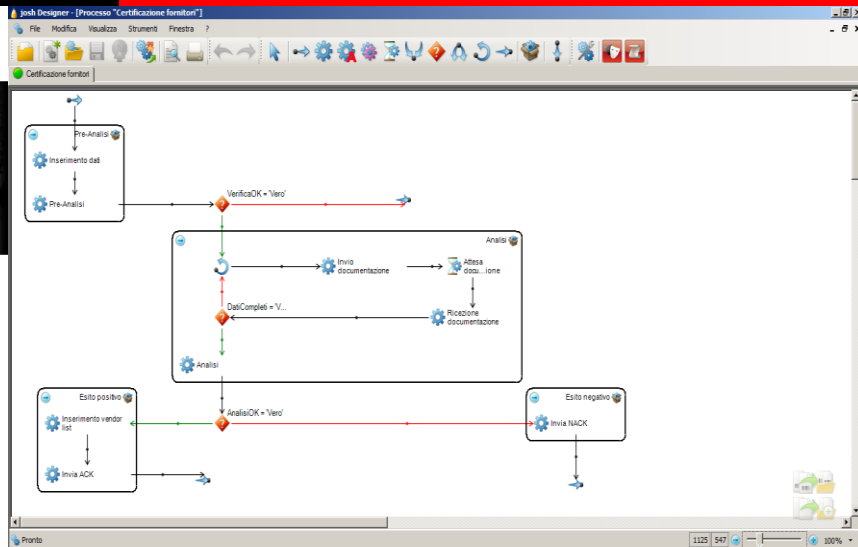 josh Designer - [Processo "Certificazione fornitori"]
File Modifica Visualizza Strumenti Finestra ?
Certificazione fornitori
Pre-Analisi
Inserimento dati
Pre-Analisi
VerificaOK = 'Vero'
Analisi
Invio
documentazione
Attesa
docu...ione
DatiCompleti = 'V...
Ricezione
documentazione
Analisi
Esito positivo
AnalisiOK = 'Vero'
Esito negativo
Inserimento vendor
list
Invia NACK
Invia ACK
Pronto
1125 547 100%